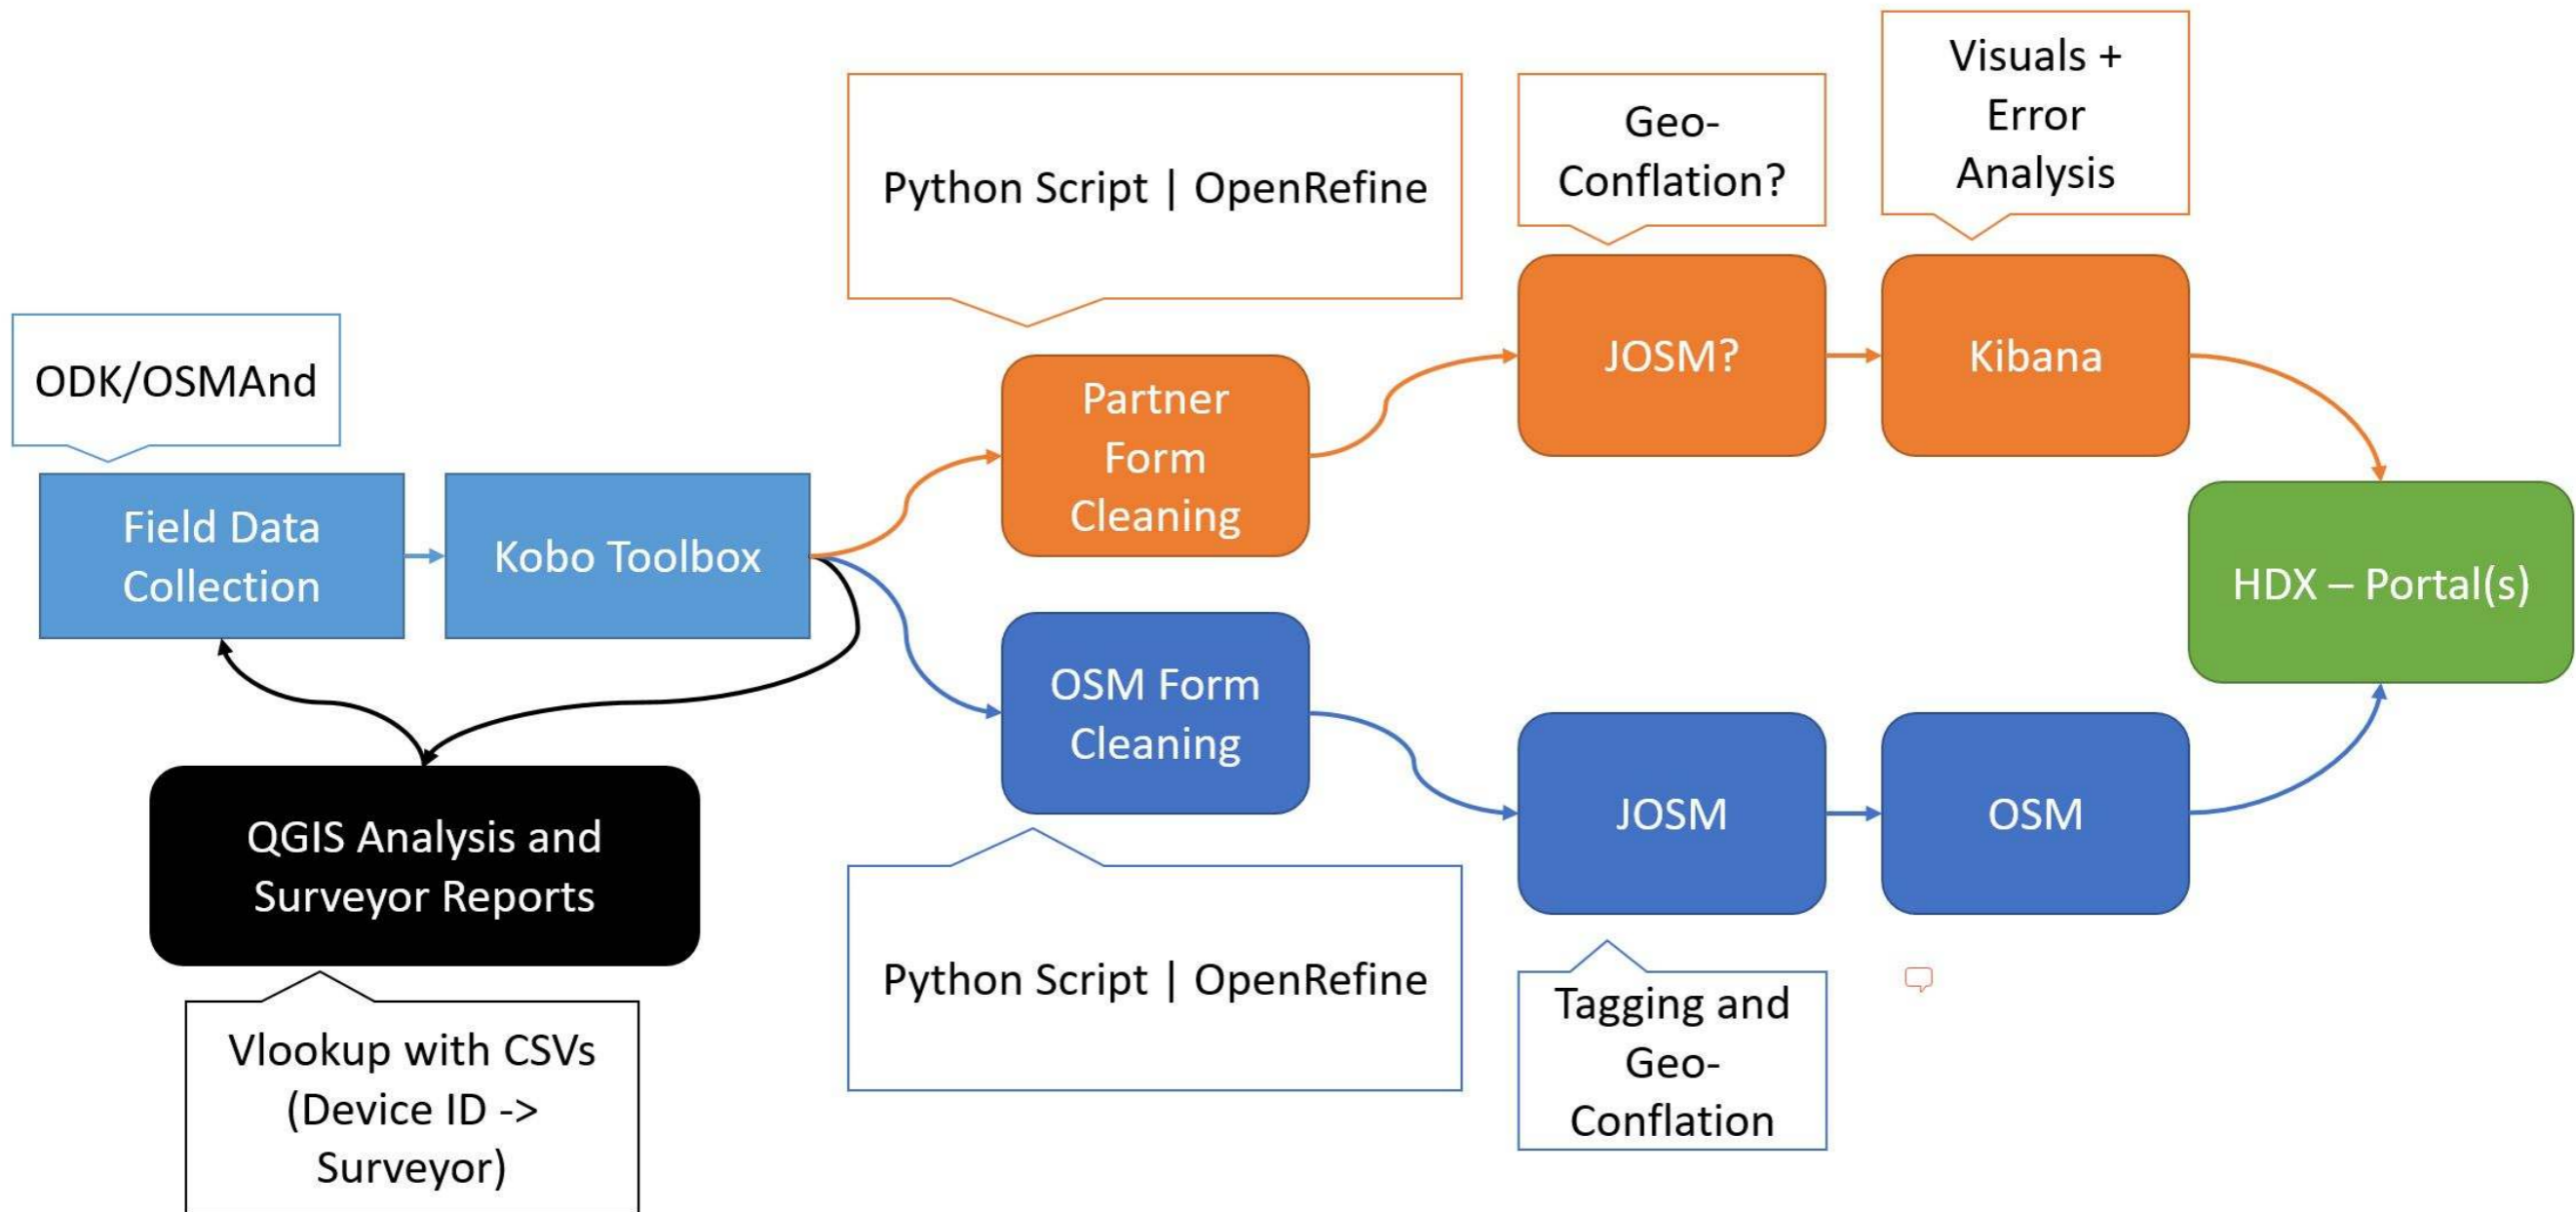 ODK/OSMAnd
Field Data
Collection
Kobo Toolbox
QGIS Analysis and
Surveyor Reports
Vlookup with CSVs
(Device ID ->
Surveyor)
Python Script | OpenRefine
Partner
Form
Cleaning
Geo-
Conflation?
JOSM?
Visuals +
Error
Analysis
Kibana
OSM Form
Cleaning
Python Script | OpenRefine
JOSM
Tagging and
Geo-
Conflation
OSM
HDX – Portal(s)